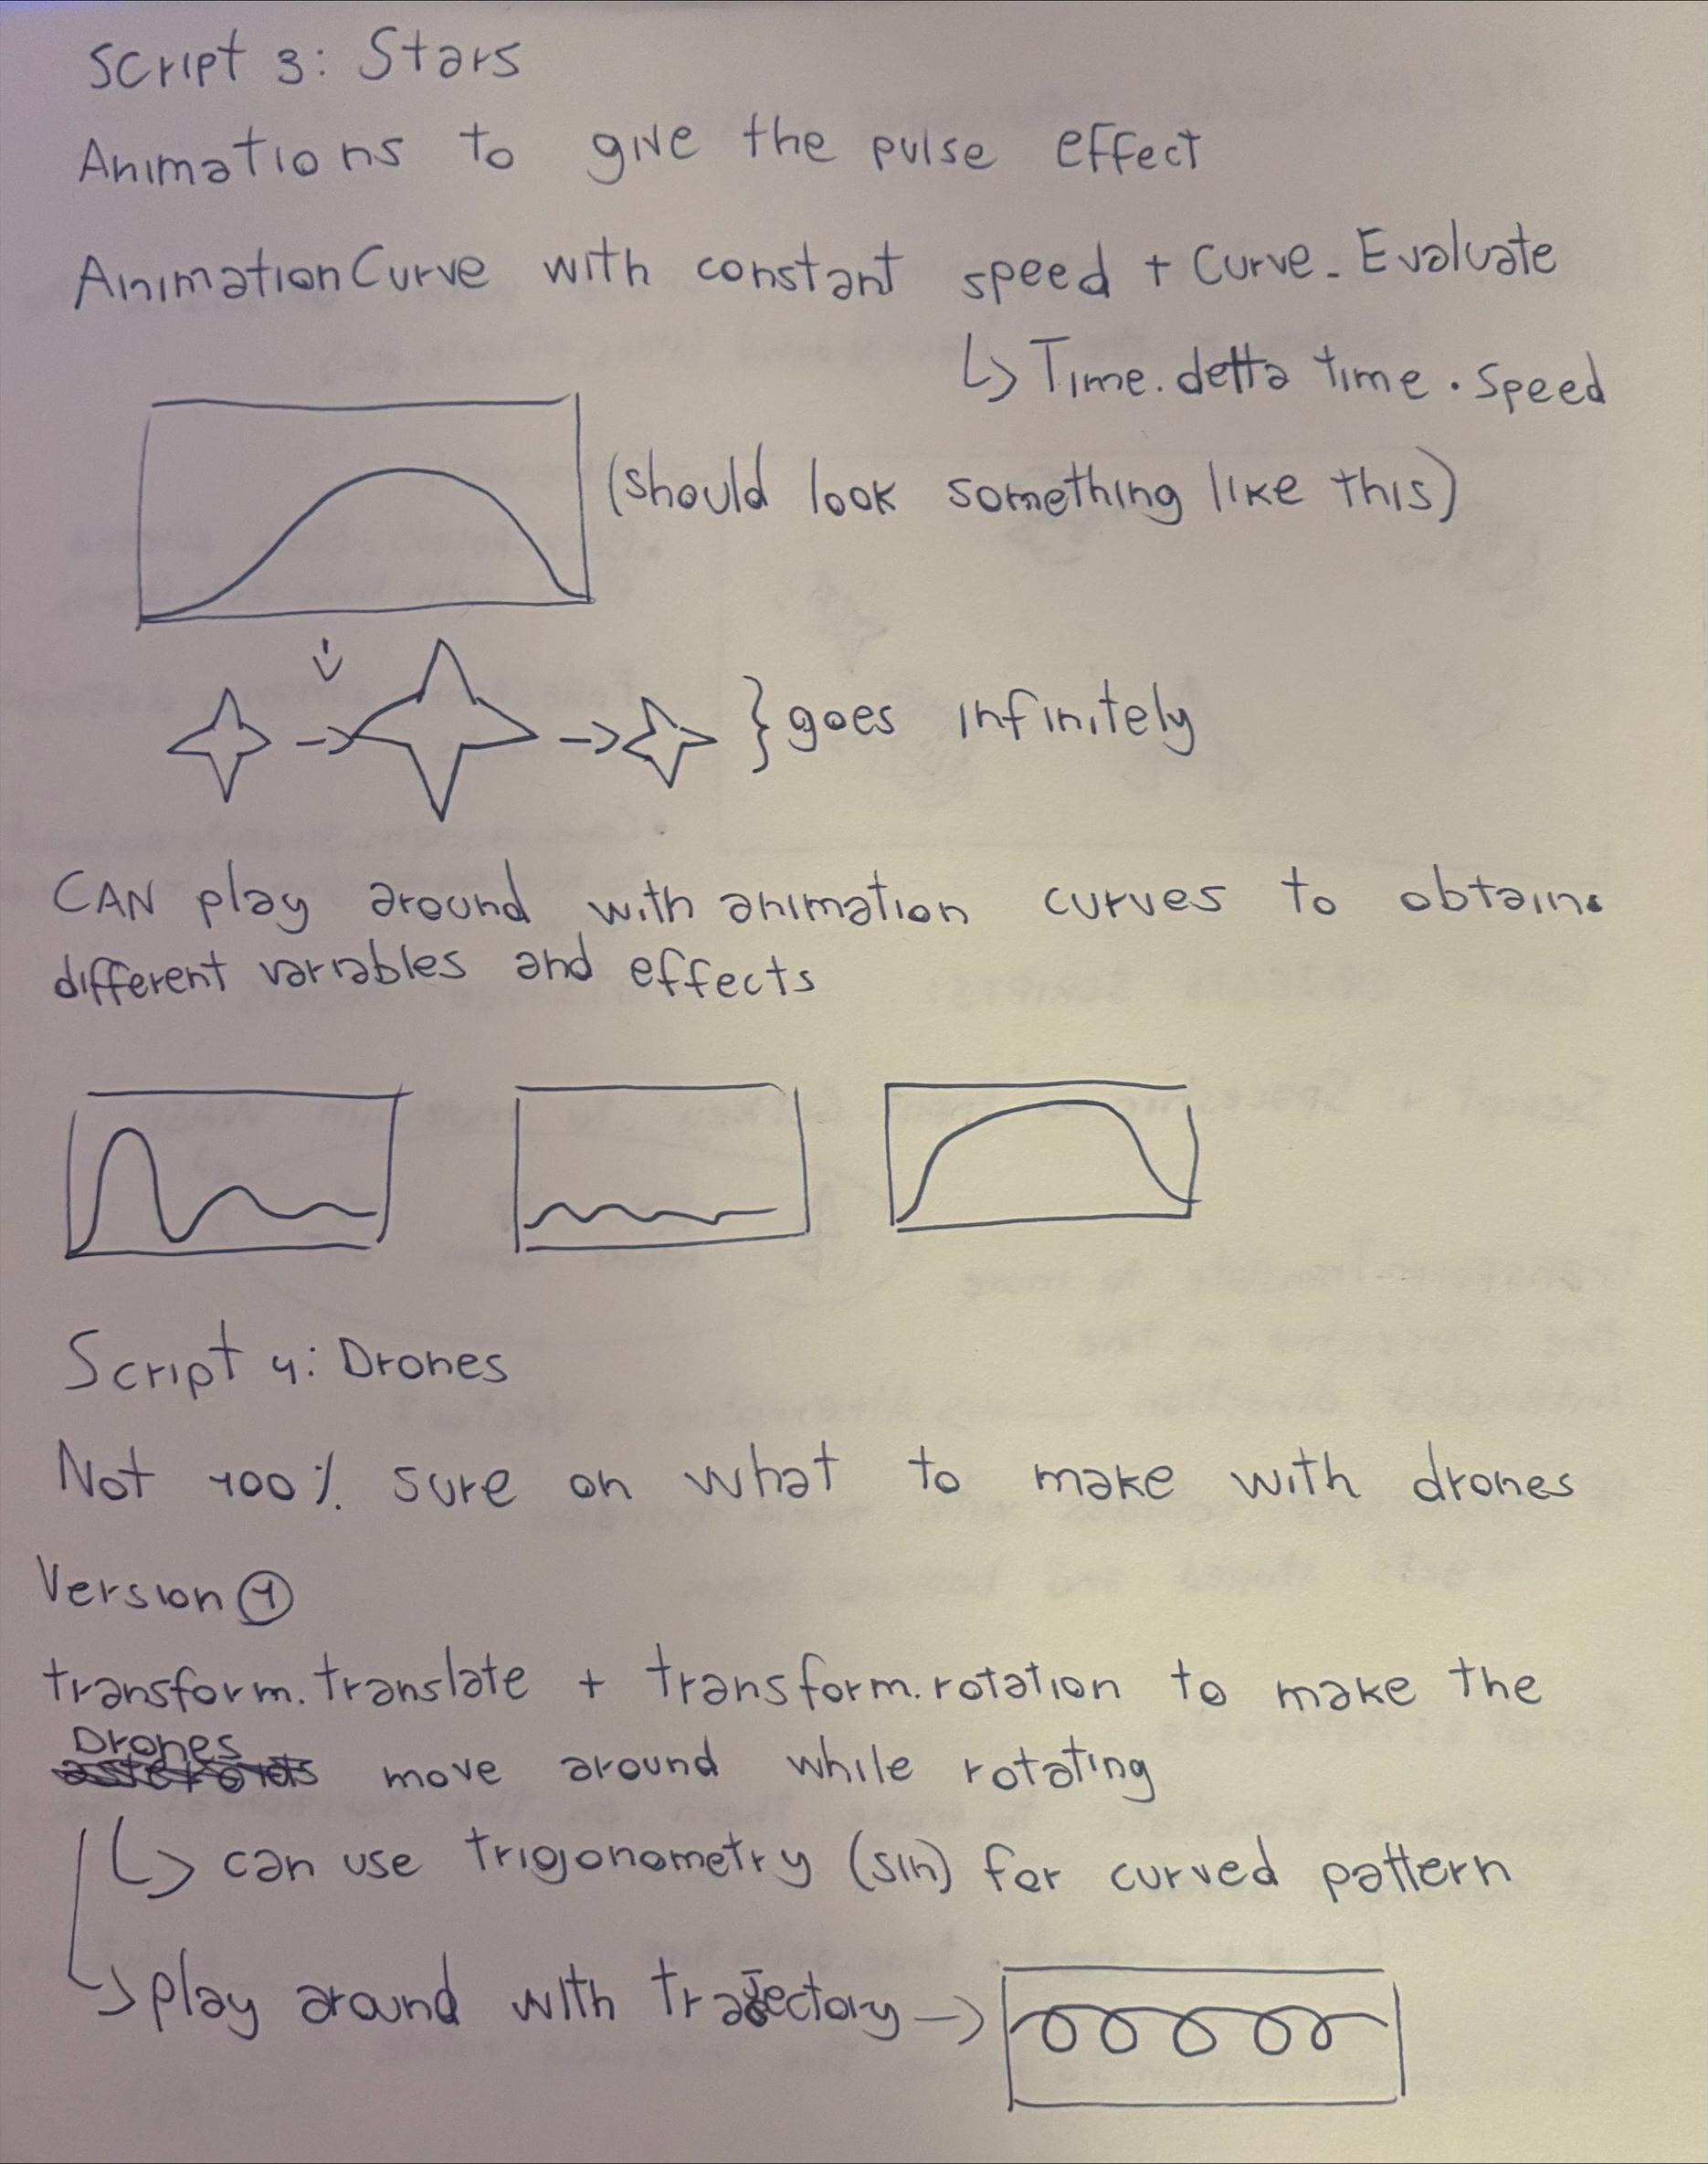 Script 3: Stars
Animations to give the pulse effect
AnimationCurve with constant speed + Curve. Evaluate
↳ Time.delta time · speed
(should look something like this)
} goes infinitely
CAN play around with animation curves to obtain
different variables and effects
Script 4: Drones
Not 100% sure on what to make with drones
Version ①
transform.translate + transform.rotation to make the
Drones
asteroids move around while rotating
↳ can use trigonometry (sin) for curved pattern
↳ play around with trajectory →